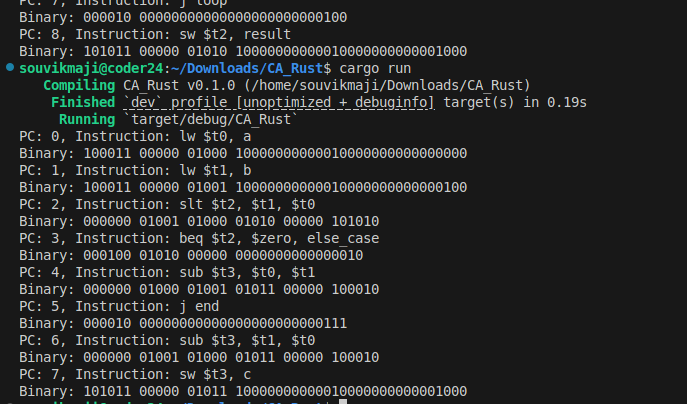 PC: 7, Instruction: j loop
Binary: 000010 00000000000000000000000100
PC: 8, Instruction: sw $t2, result
Binary: 101011 00000 01010 10000000000010000000000001000
souvikmaji@coder24:~/Downloads/CA_Rust$ cargo run
Compiling CA_Rust v0.1.0 (/home/souvikmaji/Downloads/CA_Rust)
Finished `dev` profile [unoptimized + debuginfo] target(s) in 0.19s
Running `target/debug/CA_Rust`
PC: 0, Instruction: lw $t0, a
Binary: 100011 00000 01000 10000000000010000000000000000
PC: 1, Instruction: lw $t1, b
Binary: 100011 00000 01001 10000000000010000000000000100
PC: 2, Instruction: slt $t2, $t1, $t0
Binary: 000000 01001 01000 01010 00000 101010
PC: 3, Instruction: beq $t2, $zero, else_case
Binary: 000100 01010 00000 0000000000000010
PC: 4, Instruction: sub $t3, $t0, $t1
Binary: 000000 01000 01001 01011 00000 100010
PC: 5, Instruction: j end
Binary: 000010 00000000000000000000000111
PC: 6, Instruction: sub $t3, $t1, $t0
Binary: 000000 01001 01000 01011 00000 100010
PC: 7, Instruction: sw $t3, c
Binary: 101011 00000 01011 10000000000010000000000001000